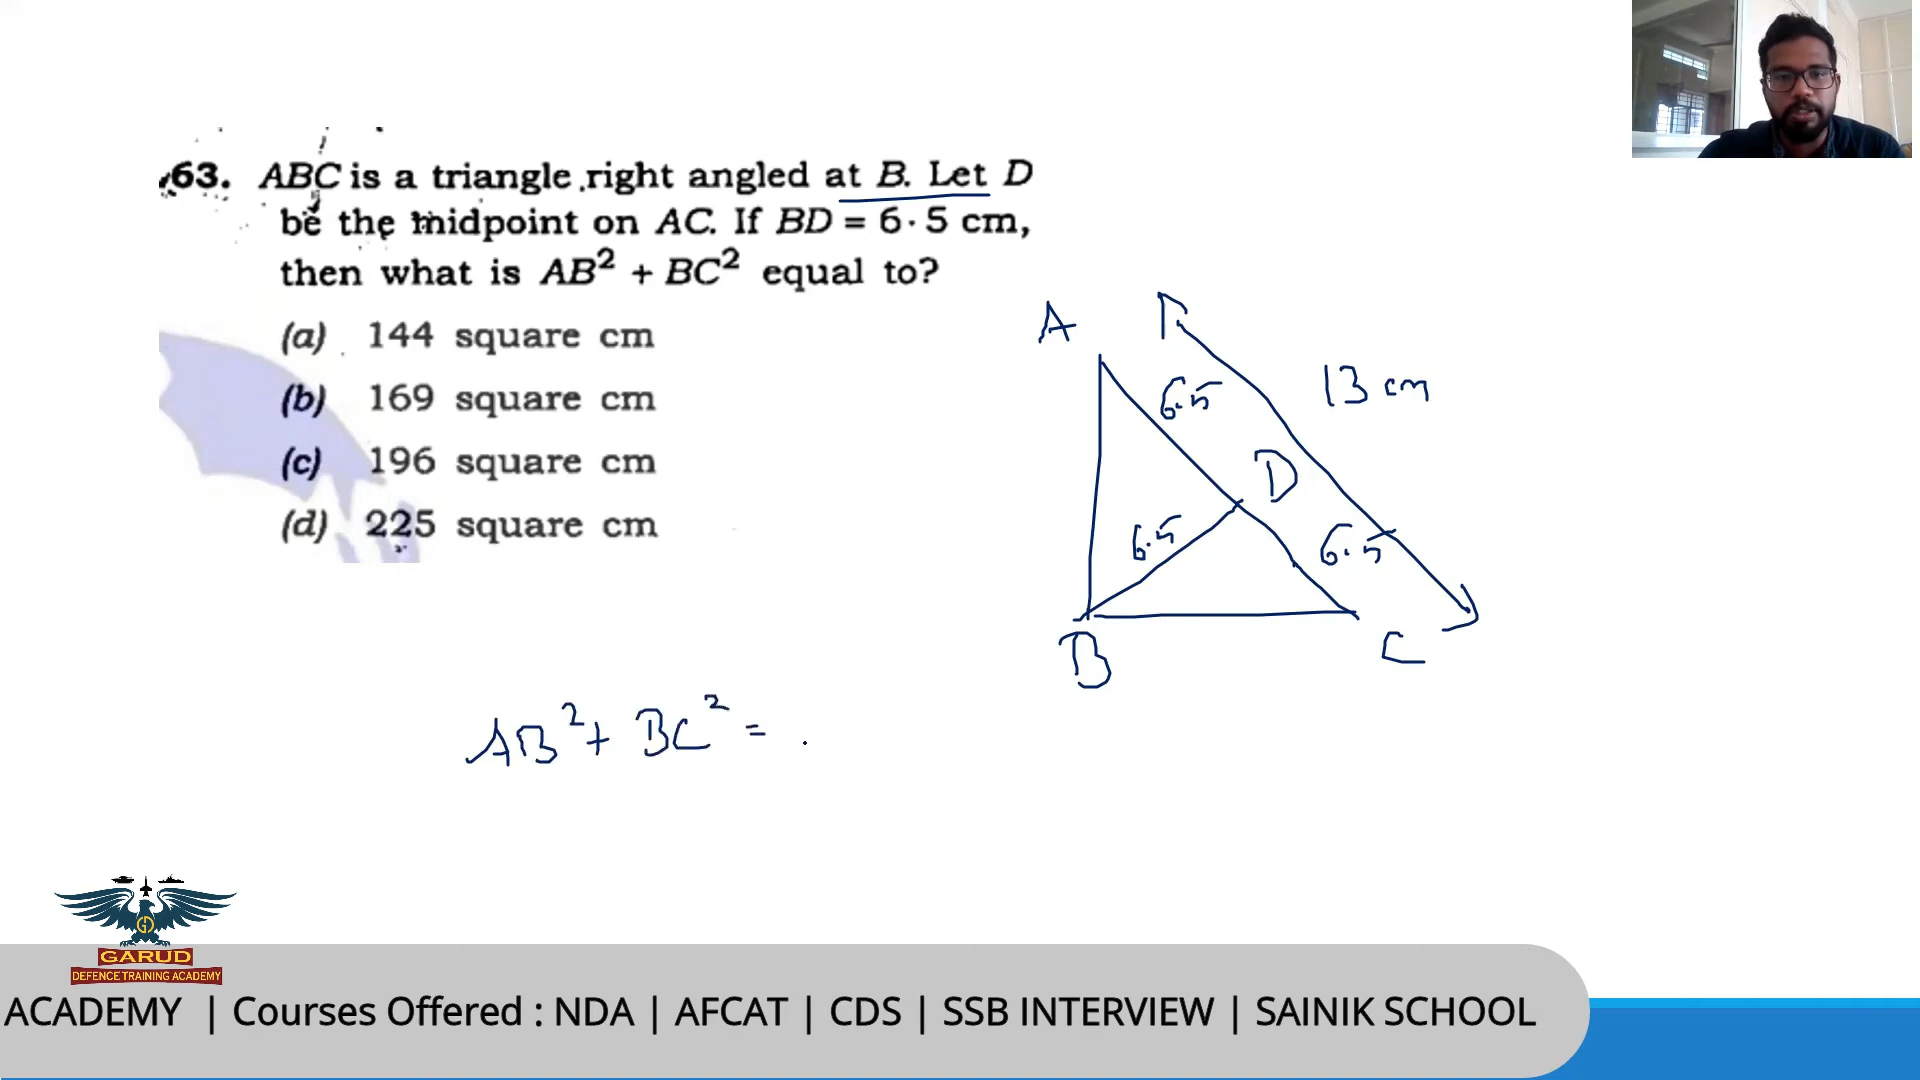 63. ABC is a triangle right angled at B. Let D
be the midpoint on AC. If BD = 6·5 cm,
then what is AB² + BC² equal to?
(a) 144 square cm
(b) 169 square cm
(c) 196 square cm
(d) 225 square cm
A
13 cm
6.5
D
6.5
6.5
B
C
AB² + BC² =
GARUD
DEFENCE TRAINING ACADEMY
ACADEMY | Courses Offered : NDA | AFCAT | CDS | SSB INTERVIEW | SAINIK SCHOOL